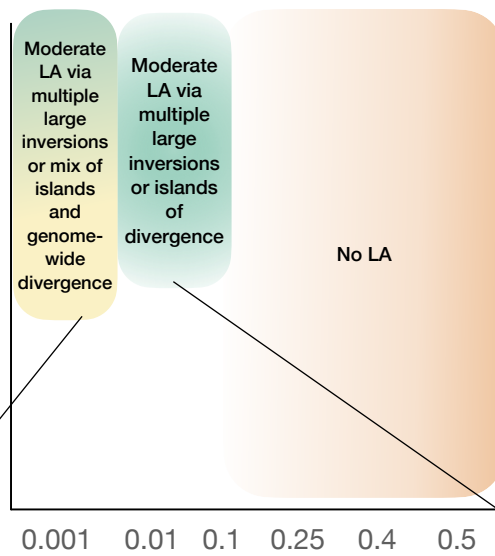 Moderate
LA via
multiple
large
inversions
or mix of
islands
and
genome-
wide
divergence
Moderate
LA via
multiple
large
inversions
or islands
of
divergence
No LA
0.001 0.01 0.1 0.25 0.4 0.5